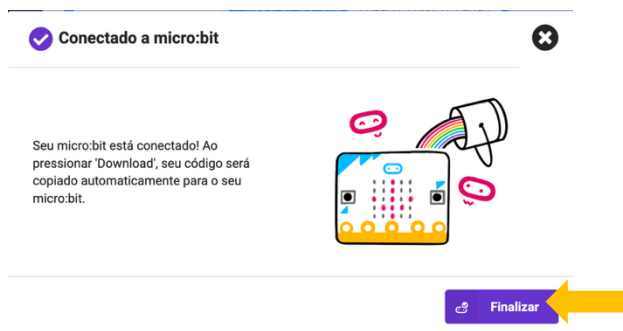 Conectado a micro:bit
Seu micro:bit está conectado! Ao
pressionar 'Download', seu código será
copiado automaticamente para o seu
micro:bit.
Finalizar